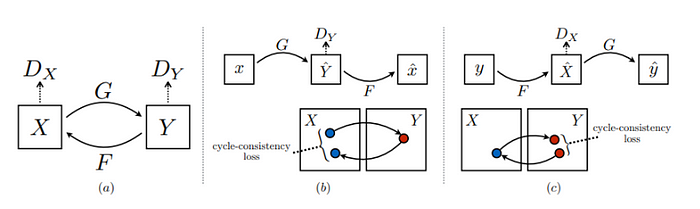 D_X
D_Y
G
X
Y
F
(a)
G
D_Y
x
Ŷ
x̂
F
X
Y
cycle-consistency
loss
(b)
D_X
G
y
X̂
ŷ
F
X
Y
cycle-consistency
loss
(c)